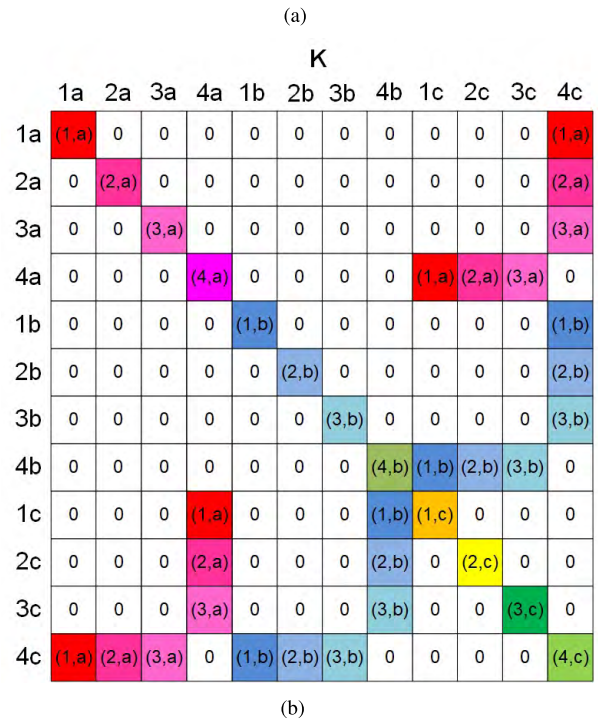 (a)
K
1a 2a 3a 4a 1b 2b 3b 4b 1c 2c 3c 4c
1a (1,a) 0 0 0 0 0 0 0 0 0 0 (1,a)
2a 0 (2,a) 0 0 0 0 0 0 0 0 0 (2,a)
3a 0 0 (3,a) 0 0 0 0 0 0 0 0 (3,a)
4a 0 0 0 (4,a) 0 0 0 0 (1,a) (2,a) (3,a) 0
1b 0 0 0 0 (1,b) 0 0 0 0 0 0 (1,b)
2b 0 0 0 0 0 (2,b) 0 0 0 0 0 (2,b)
3b 0 0 0 0 0 0 (3,b) 0 0 0 0 (3,b)
4b 0 0 0 0 0 0 0 (4,b) (1,b) (2,b) (3,b) 0
1c 0 0 0 (1,a) 0 0 0 (1,b) (1,c) 0 0 0
2c 0 0 0 (2,a) 0 0 0 (2,b) 0 (2,c) 0 0
3c 0 0 0 (3,a) 0 0 0 (3,b) 0 0 (3,c) 0
4c (1,a) (2,a) (3,a) 0 (1,b) (2,b) (3,b) 0 0 0 0 (4,c)
(b)